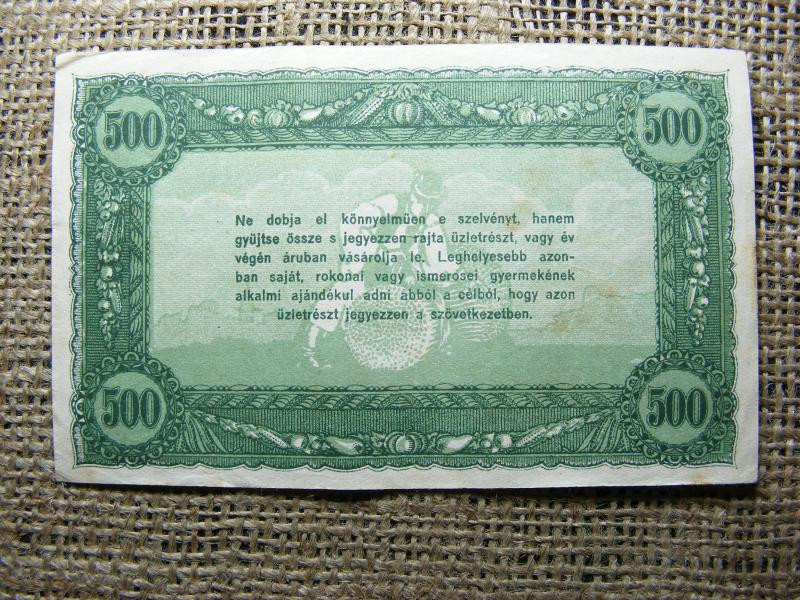 500 500
Ne dobja el könnyelmüen e szelvényt, hanem
gyüjtse össze s jegyezzen rajta üzletrészt, vagy év
végén áruban vásárolja le. Leghelyesebb azon-
ban saját, rokonai vagy ismerősei gyermekének
alkalmi ajándékul adni abból a célból, hogy azon
üzletrészt jegyezzen a szövetkezetben.
500 500